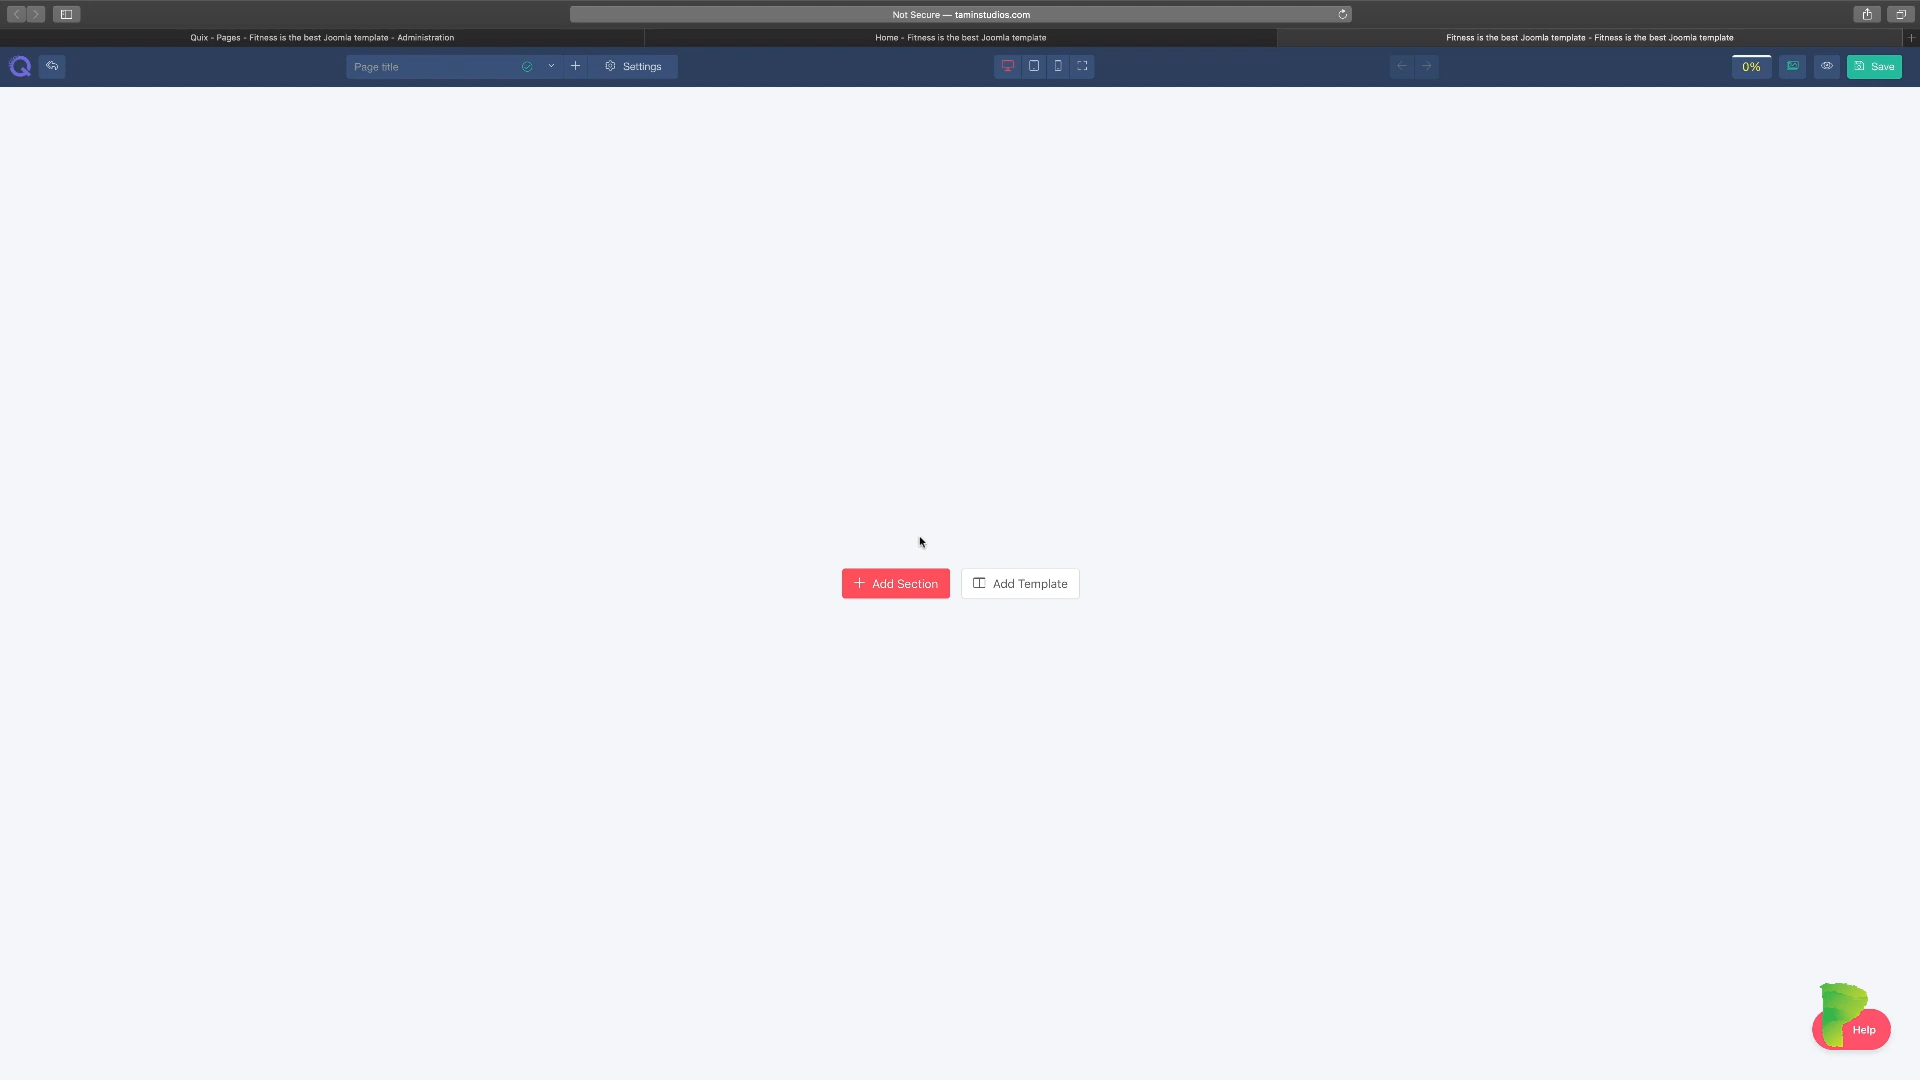 Not Secure — taminstudios.com
Quix - Pages - Fitness is the best Joomla template - Administration
Home - Fitness is the best Joomla template
Fitness is the best Joomla template - Fitness is the best Joomla template
Page title
Settings
0%
Save
Add Section
Add Template
Help